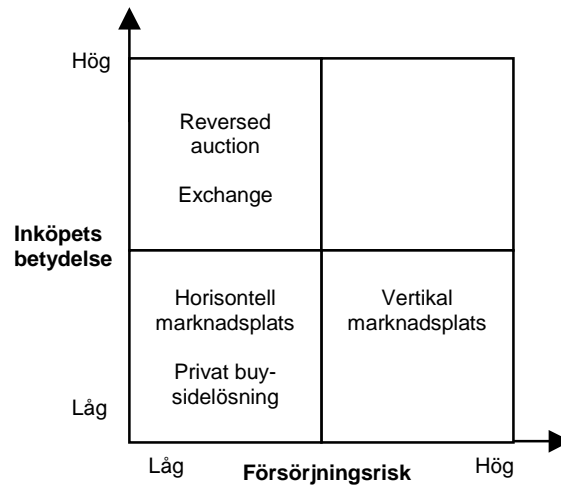 Hög
Reversed
auction
Exchange
Inköpets
betydelse
Horisontell
marknadsplats
Privat buy-
sidelösning
Vertikal
marknadsplats
Låg
Låg
Försörjningsrisk
Hög